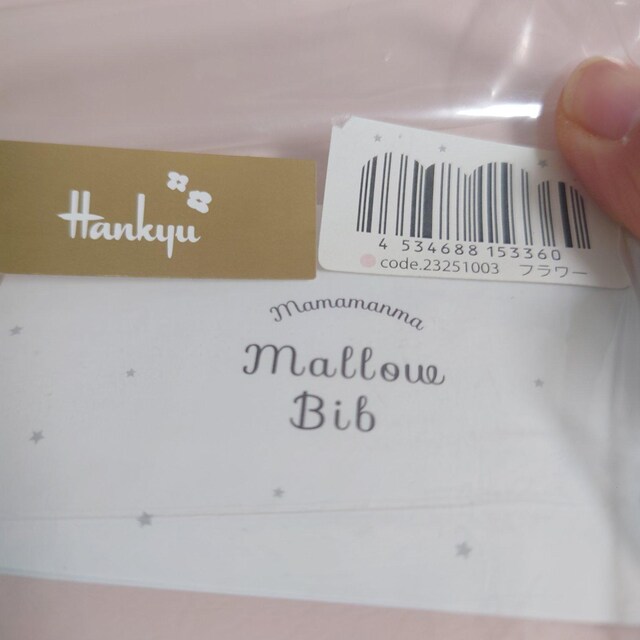 Hankyu
4 534688 153360
code.23251003 フラワー
Mamamanma
Mallow
Bib